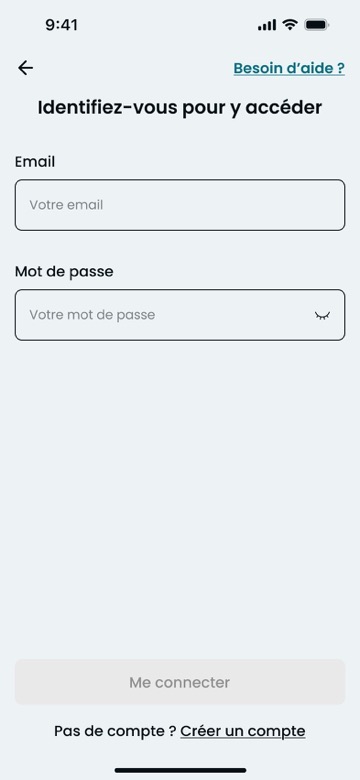 9:41
Besoin d’aide ?
Identifiez-vous pour y accéder
Email
Votre email
Mot de passe
Votre mot de passe
Me connecter
Pas de compte ? Créer un compte